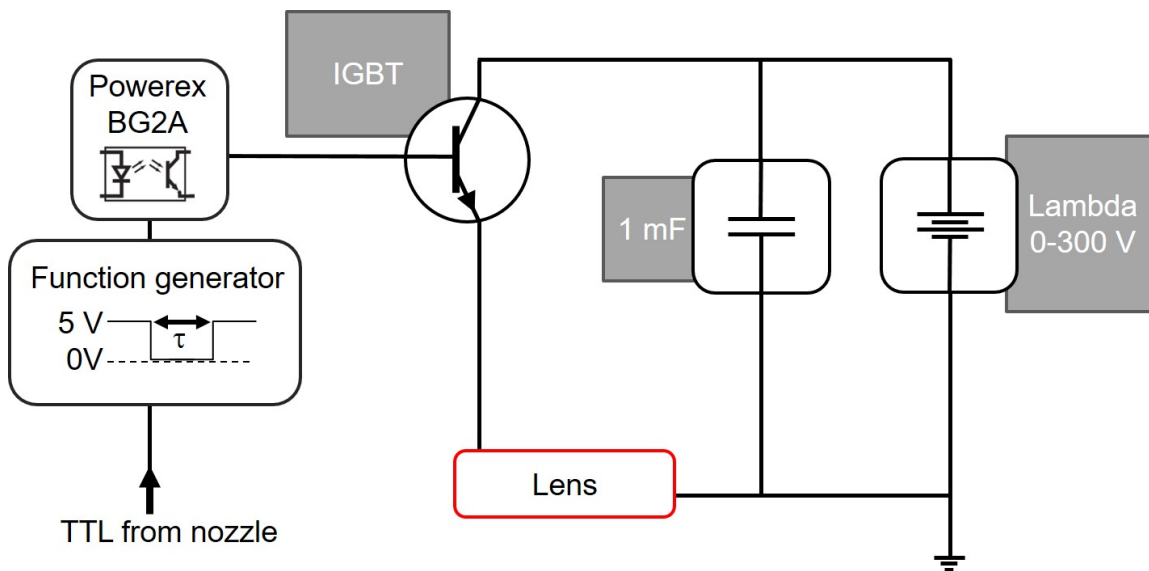 IGBT
Powerex
BG2A
1 mF
Lambda
0-300 V
Function generator
5 V
τ
0V
Lens
TTL from nozzle